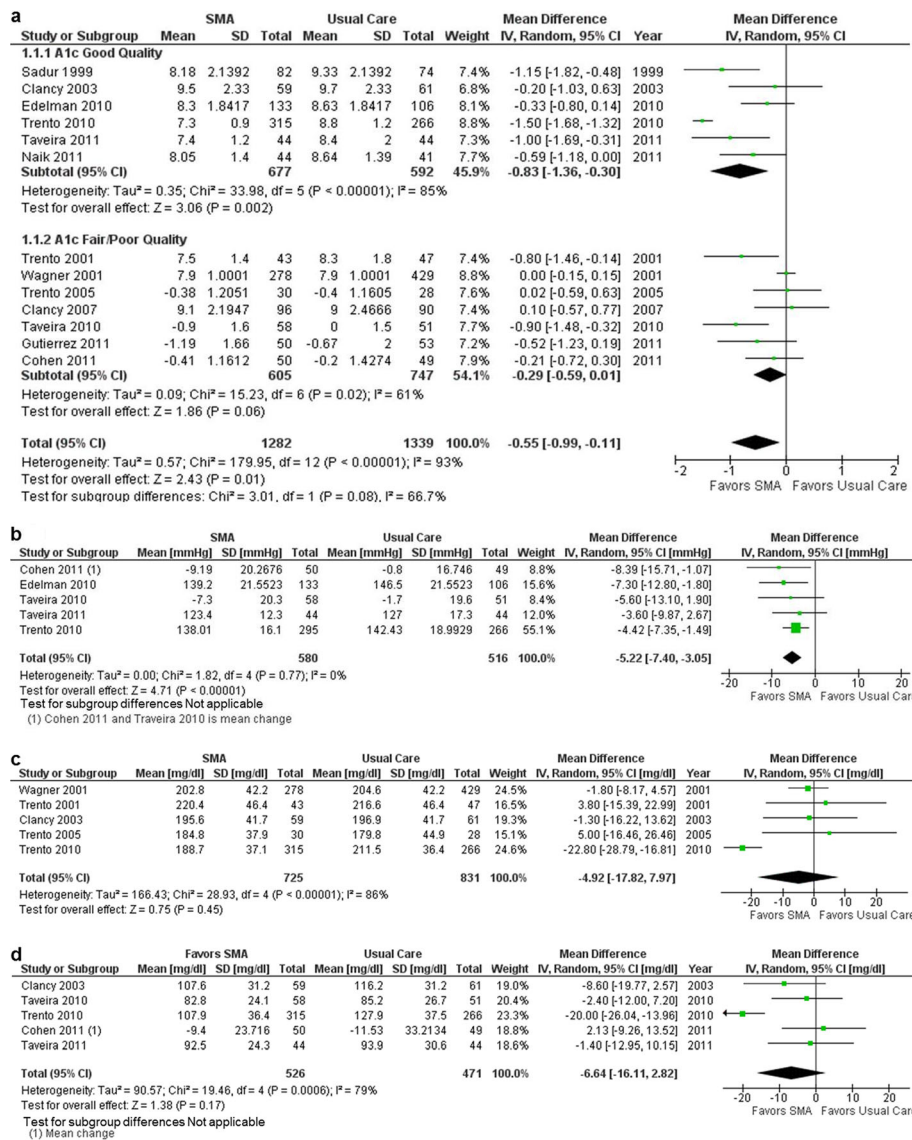 a
SMA Usual Care Mean Difference Mean Difference
Study or Subgroup Mean SD Total Mean SD Total Weight IV, Random, 95% CI Year IV, Random, 95% CI
1.1.1 A1c Good Quality
Sadur 1999 8.18 2.1392 82 9.33 2.1392 74 7.4% -1.15 [-1.82, -0.48] 1999
Clancy 2003 9.5 2.33 59 9.7 2.33 61 6.8% -0.20 [-1.03, 0.63] 2003
Edelman 2010 8.3 1.8417 133 8.63 1.8417 106 8.1% -0.33 [-0.80, 0.14] 2010
Trento 2010 7.3 0.9 315 8.8 1.2 266 8.8% -1.50 [-1.68, -1.32] 2010
Taveira 2011 7.4 1.2 44 8.4 2 44 7.3% -1.00 [-1.69, -0.31] 2011
Naik 2011 8.05 1.4 44 8.64 1.39 41 7.7% -0.59 [-1.18, 0.00] 2011
Subtotal (95% CI) 677 592 45.9% -0.83 [-1.36, -0.30]
Heterogeneity: Tau² = 0.35; Chi² = 33.98, df = 5 (P < 0.00001); I² = 85%
Test for overall effect: Z = 3.06 (P = 0.002)
1.1.2 A1c Fair/Poor Quality
Trento 2001 7.5 1.4 43 8.3 1.8 47 7.4% -0.80 [-1.46, -0.14] 2001
Wagner 2001 7.9 1.0001 278 7.9 1.0001 429 8.8% 0.00 [-0.15, 0.15] 2001
Trento 2005 -0.38 1.2051 30 -0.4 1.1605 28 7.6% 0.02 [-0.59, 0.63] 2005
Clancy 2007 9.1 2.1947 96 9 2.4666 90 7.4% 0.10 [-0.57, 0.77] 2007
Taveira 2010 -0.9 1.6 58 0 1.5 51 7.7% -0.90 [-1.48, -0.32] 2010
Gutierrez 2011 -1.19 1.66 50 -0.67 2 53 7.2% -0.52 [-1.23, 0.19] 2011
Cohen 2011 -0.41 1.1612 50 -0.2 1.4274 49 7.9% -0.21 [-0.72, 0.30] 2011
Subtotal (95% CI) 605 747 54.1% -0.29 [-0.59, 0.01]
Heterogeneity: Tau² = 0.09; Chi² = 15.23, df = 6 (P = 0.02); I² = 61%
Test for overall effect: Z = 1.86 (P = 0.06)
Total (95% CI) 1282 1339 100.0% -0.55 [-0.99, -0.11]
Heterogeneity: Tau² = 0.57; Chi² = 179.95, df = 12 (P < 0.00001); I² = 93%
Test for overall effect: Z = 2.43 (P = 0.01)
Test for subgroup differences: Chi² = 3.01, df = 1 (P = 0.08), I² = 66.7%
-2 -1 0 1 2
Favors SMA Favors Usual Care
b
SMA Usual Care Mean Difference Mean Difference
Study or Subgroup Mean [mmHg] SD [mmHg] Total Mean [mmHg] SD [mmHg] Total Weight IV, Random, 95% CI IV, Random, 95% CI
Cohen 2011 (1) -9.19 20.2676 50 -0.8 16.746 49 8.8% -8.39 [-15.71, -1.07]
Edelman 2010 139.2 21.5523 133 146.5 21.5523 106 15.6% -7.30 [-12.80, -1.80]
Taveira 2010 -7.3 20.3 58 -1.7 19.6 51 8.4% -5.60 [-13.10, 1.90]
Taveira 2011 123.4 12.3 44 127 17.3 44 12.0% -3.60 [-9.87, 2.67]
Trento 2010 138.01 16.1 295 142.43 18.9929 266 55.1% -4.42 [-7.35, -1.49]
Total (95% CI) 580 516 100.0% -5.22 [-7.40, -3.05]
Heterogeneity: Tau² = 0.00; Chi² = 1.82, df = 4 (P = 0.77); I² = 0%
Test for overall effect: Z = 4.71 (P < 0.00001)
Test for subgroup differences Not applicable
(1) Cohen 2011 and Traveira 2010 is mean change
-20 -10 0 10 20
Favors SMA Favors Usual Care
c
SMA Usual Care Mean Difference Mean Difference
Study or Subgroup Mean [mg/dl] SD [mg/dl] Total Mean [mg/dl] SD [mg/dl] Total Weight IV, Random, 95% CI Year IV, Random, 95% CI
Wagner 2001 202.8 42.2 278 204.6 42.2 429 24.5% -1.80 [-8.17, 4.57] 2001
Trento 2001 220.4 46.4 43 216.6 46.4 47 16.5% 3.80 [-15.39, 22.99] 2001
Clancy 2003 195.6 41.7 59 196.9 41.7 61 19.3% -1.30 [-16.22, 13.62] 2003
Trento 2005 184.8 37.9 30 179.8 44.9 28 15.1% 5.00 [-16.46, 26.46] 2005
Trento 2010 188.7 37.1 315 211.5 36.4 266 24.6% -22.80 [-28.79, -16.81] 2010
Total (95% CI) 725 831 100.0% -4.92 [-17.82, 7.97]
Heterogeneity: Tau² = 166.43; Chi² = 28.93, df = 4 (P < 0.00001); I² = 86%
Test for overall effect: Z = 0.75 (P = 0.45)
-20 -10 0 10 20
Favors SMA Favors Usual Care
d
Favors SMA Usual Care Mean Difference Mean Difference
Study or Subgroup Mean [mg/dl] SD [mg/dl] Total Mean [mg/dl] SD [mg/dl] Total Weight IV, Random, 95% CI Year IV, Random, 95% CI
Clancy 2003 107.6 31.2 59 116.2 31.2 61 19.0% -8.60 [-19.77, 2.57] 2003
Taveira 2010 82.8 24.1 58 85.2 26.7 51 20.4% -2.40 [-12.00, 7.20] 2010
Trento 2010 107.9 36.4 315 127.9 37.5 266 23.3% -20.00 [-26.04, -13.96] 2010
Cohen 2011 (1) -9.4 23.716 50 -11.53 33.2134 49 18.8% 2.13 [-9.26, 13.52] 2011
Taveira 2011 92.5 24.3 44 93.9 30.6 44 18.6% -1.40 [-12.95, 10.15] 2011
Total (95% CI) 526 471 100.0% -6.64 [-16.11, 2.82]
Heterogeneity: Tau² = 90.57; Chi² = 19.46, df = 4 (P = 0.0006); I² = 79%
Test for overall effect: Z = 1.38 (P = 0.17)
Test for subgroup differences Not applicable
(1) Mean change
-20 -10 0 10 20
Favors SMA Favors Usual Care